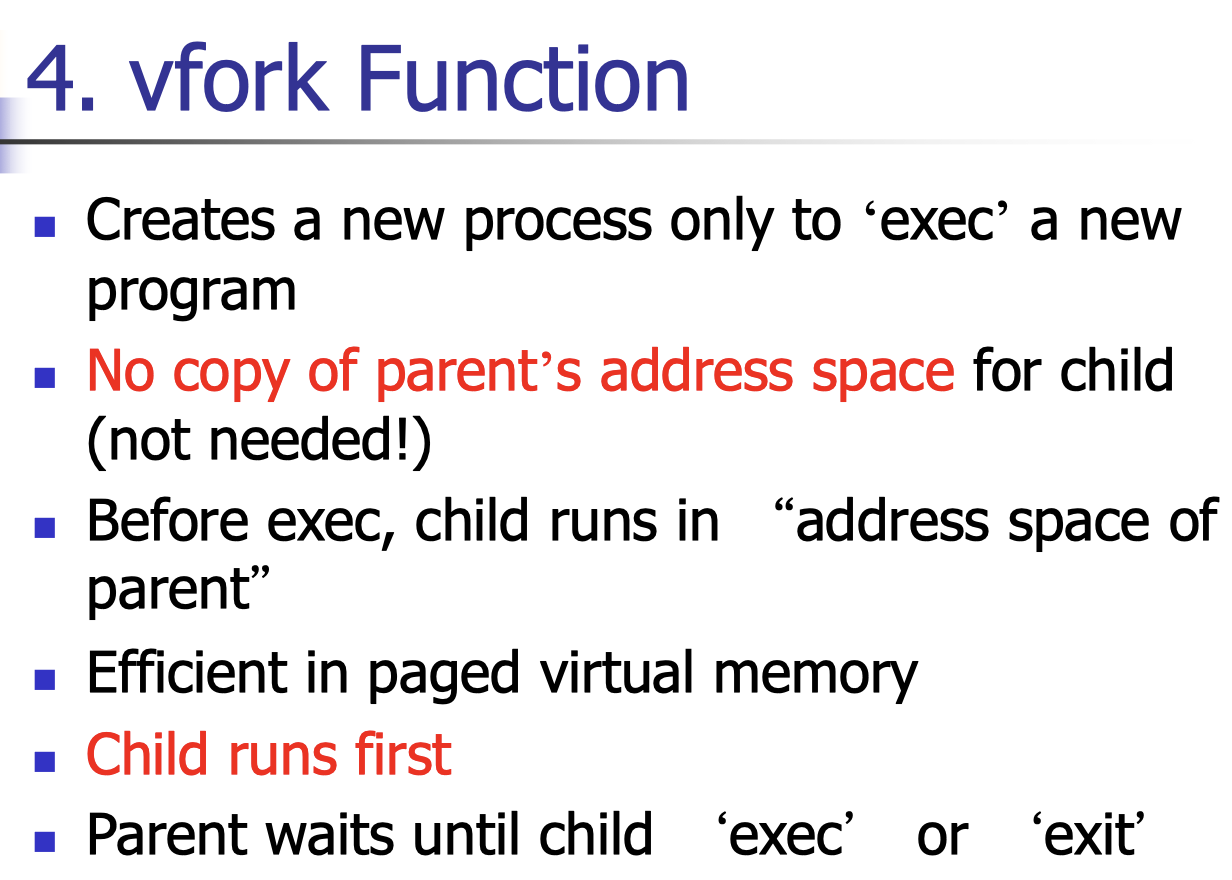 4. vfork Function
Creates a new process only to ‘exec’ a new
program
No copy of parent’s address space for child
(not needed!)
Before exec, child runs in “address space of
parent”
Efficient in paged virtual memory
Child runs first
Parent waits until child ‘exec’ or ‘exit’